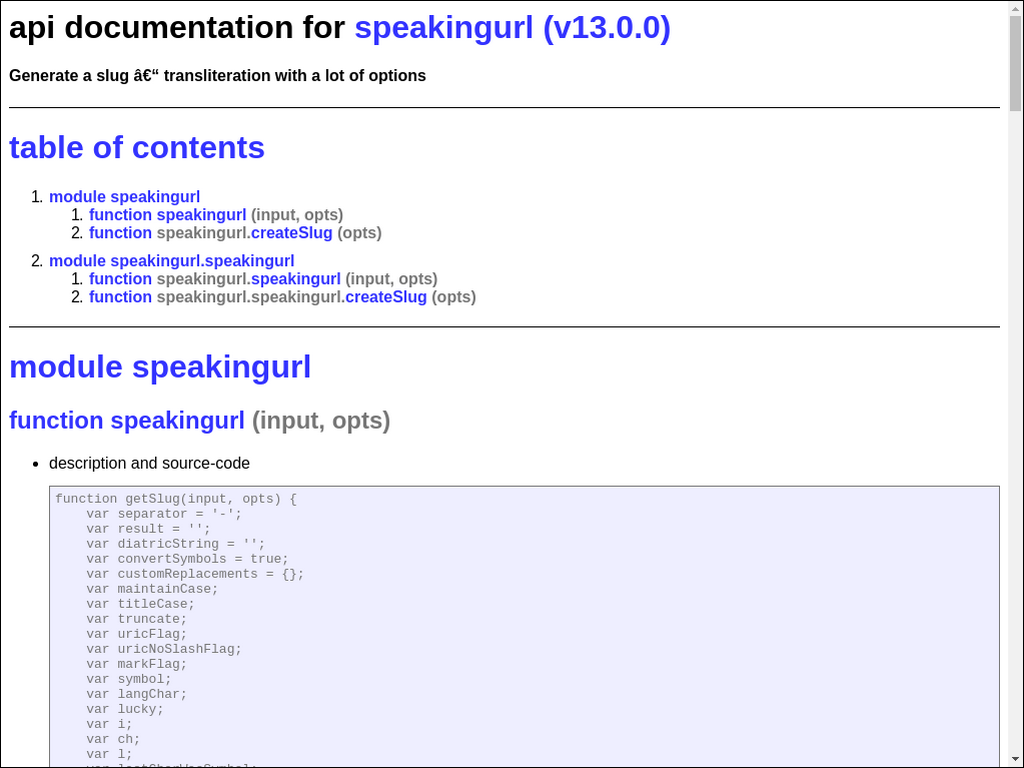 api documentation for speakingurl (v13.0.0)
Generate a slug â€“ transliteration with a lot of options
table of contents
1. module speakingurl
1. function speakingurl (input, opts)
2. function speakingurl.createSlug (opts)
2. module speakingurl.speakingurl
1. function speakingurl.speakingurl (input, opts)
2. function speakingurl.speakingurl.createSlug (opts)
module speakingurl
function speakingurl (input, opts)
• description and source-code
function getSlug(input, opts) {
    var separator = '-';
    var result = '';
    var diatricString = '';
    var convertSymbols = true;
    var customReplacements = {};
    var maintainCase;
    var titleCase;
    var truncate;
    var uricFlag;
    var uricNoSlashFlag;
    var markFlag;
    var symbol;
    var langChar;
    var lucky;
    var i;
    var ch;
    var l;